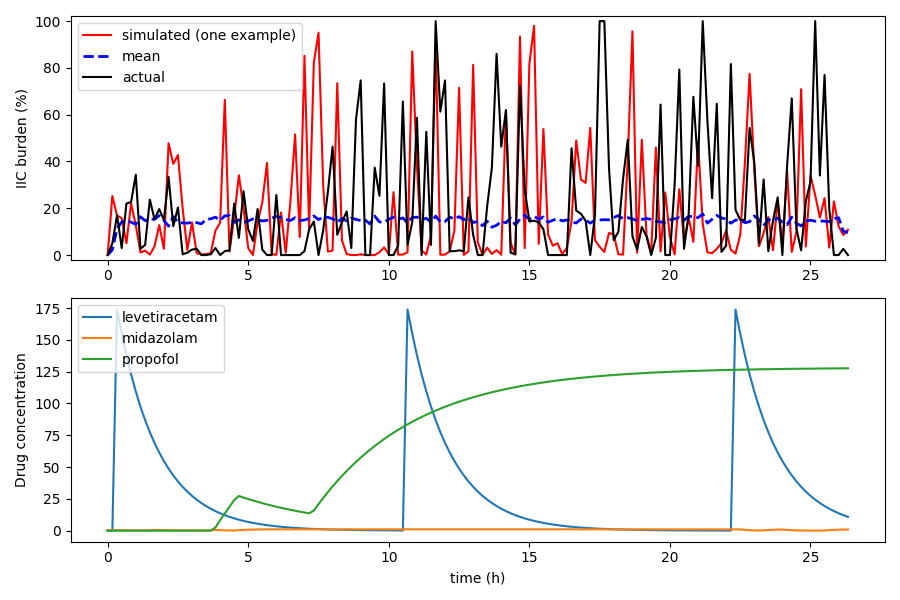 100
80
60
40
20
0
IIC burden (%)
simulated (one example)
mean
actual
0 5 10 15 20 25
175
150
125
100
75
50
25
0
Drug concentration
levetiracetam
midazolam
propofol
0 5 10 15 20 25
time (h)